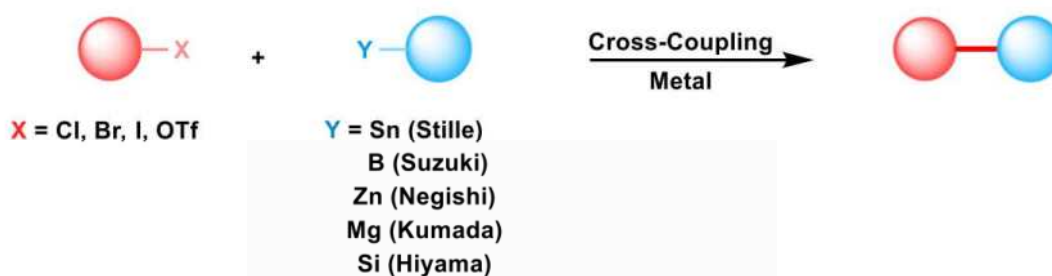 X + Y Cross-Coupling
Metal
X = Cl, Br, I, OTf Y = Sn (Stille)
B (Suzuki)
Zn (Negishi)
Mg (Kumada)
Si (Hiyama)